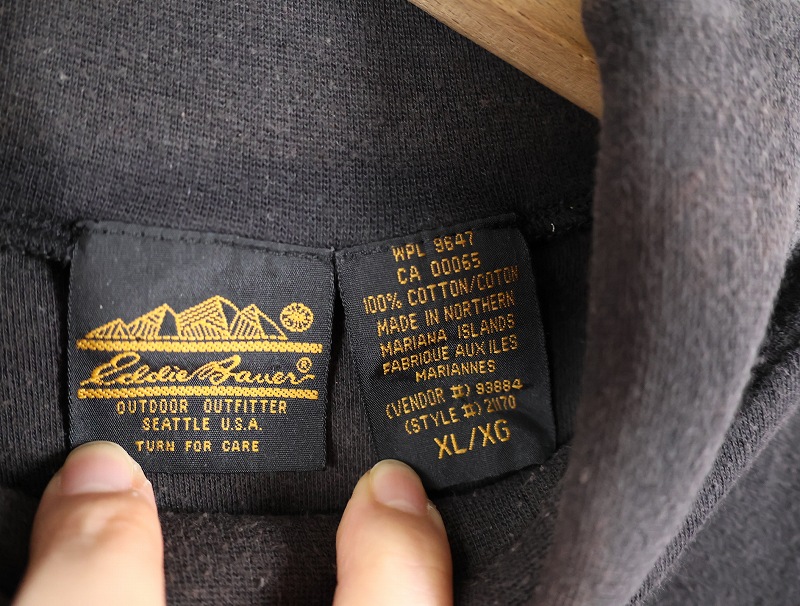 Eddie Bauer®
OUTDOOR OUTFITTER
SEATTLE U.S.A.
TURN FOR CARE
WPL 9647
CA 00065
100% COTTON/COTON
MADE IN NORTHERN
MARIANA ISLANDS
FABRIQUE AUX ILES
MARIANNES
(VENDOR #) 93884
(STYLE #) 21170
XL/XG